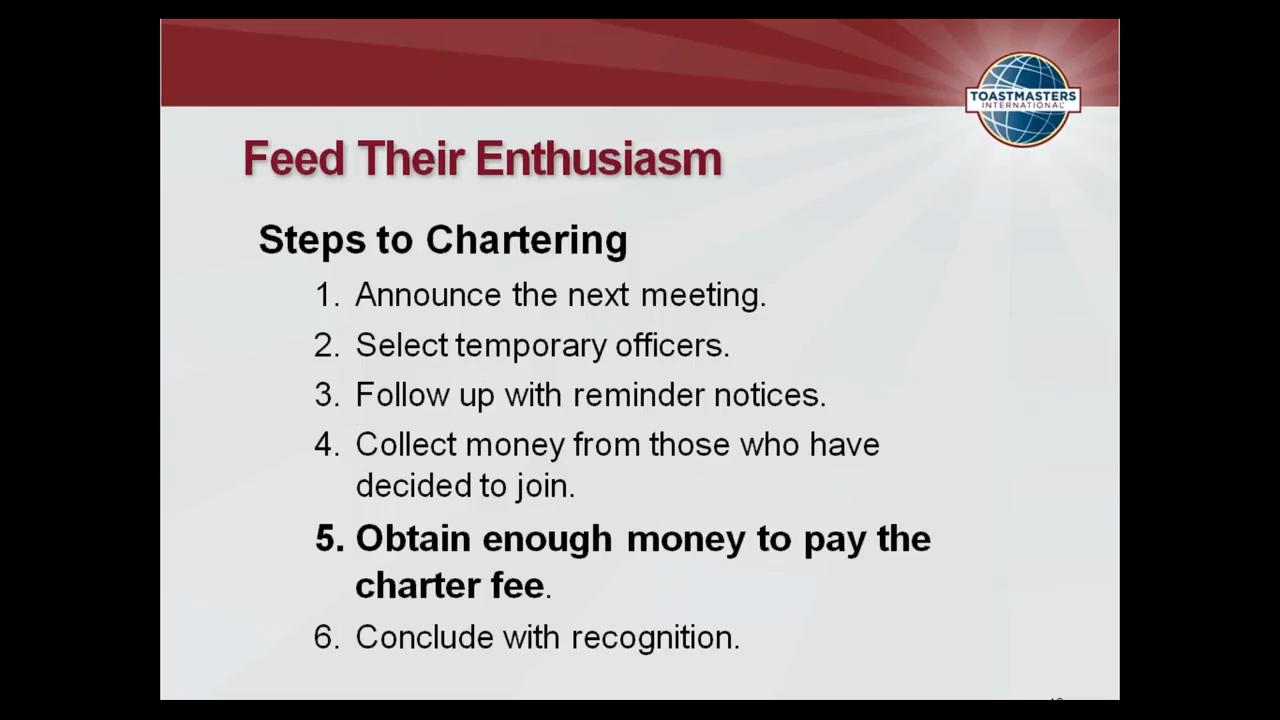 TOASTMASTERS
INTERNATIONAL
Feed Their Enthusiasm
Steps to Chartering
1. Announce the next meeting.
2. Select temporary officers.
3. Follow up with reminder notices.
4. Collect money from those who have
decided to join.
5. Obtain enough money to pay the
charter fee.
6. Conclude with recognition.